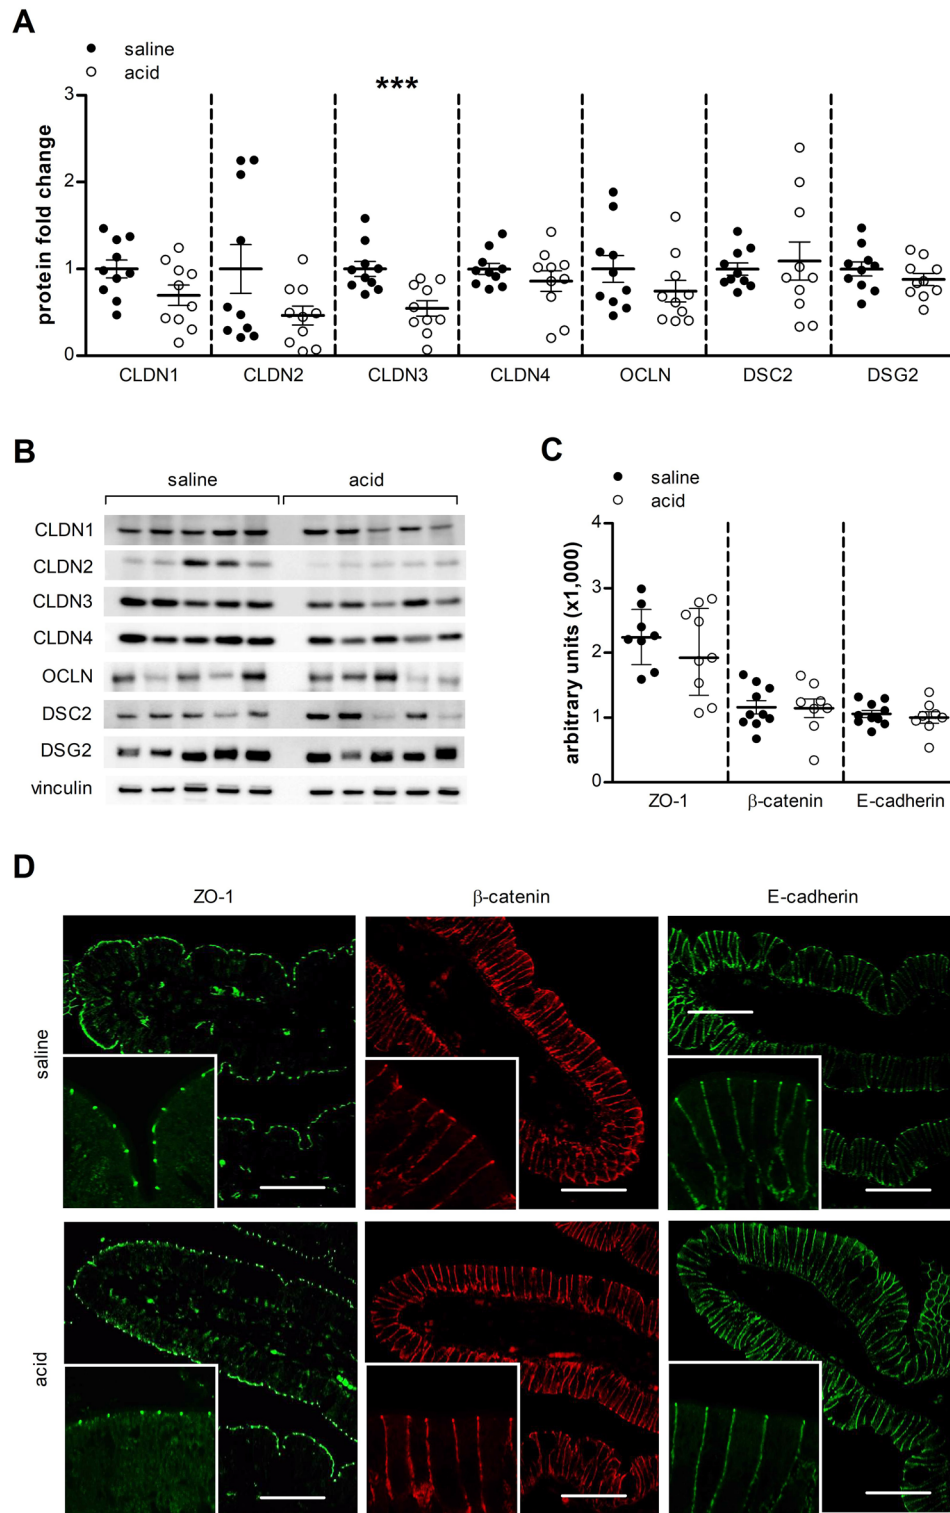 A
saline
acid
***
protein fold change
3
2
1
0
CLDN1 CLDN2 CLDN3 CLDN4 OCLN DSC2 DSG2
B
saline acid
CLDN1
CLDN2
CLDN3
CLDN4
OCLN
DSC2
DSG2
vinculin
C
saline
acid
arbitrary units (x1,000)
4
3
2
1
0
ZO-1 β-catenin E-cadherin
D
ZO-1 β-catenin E-cadherin
saline
acid